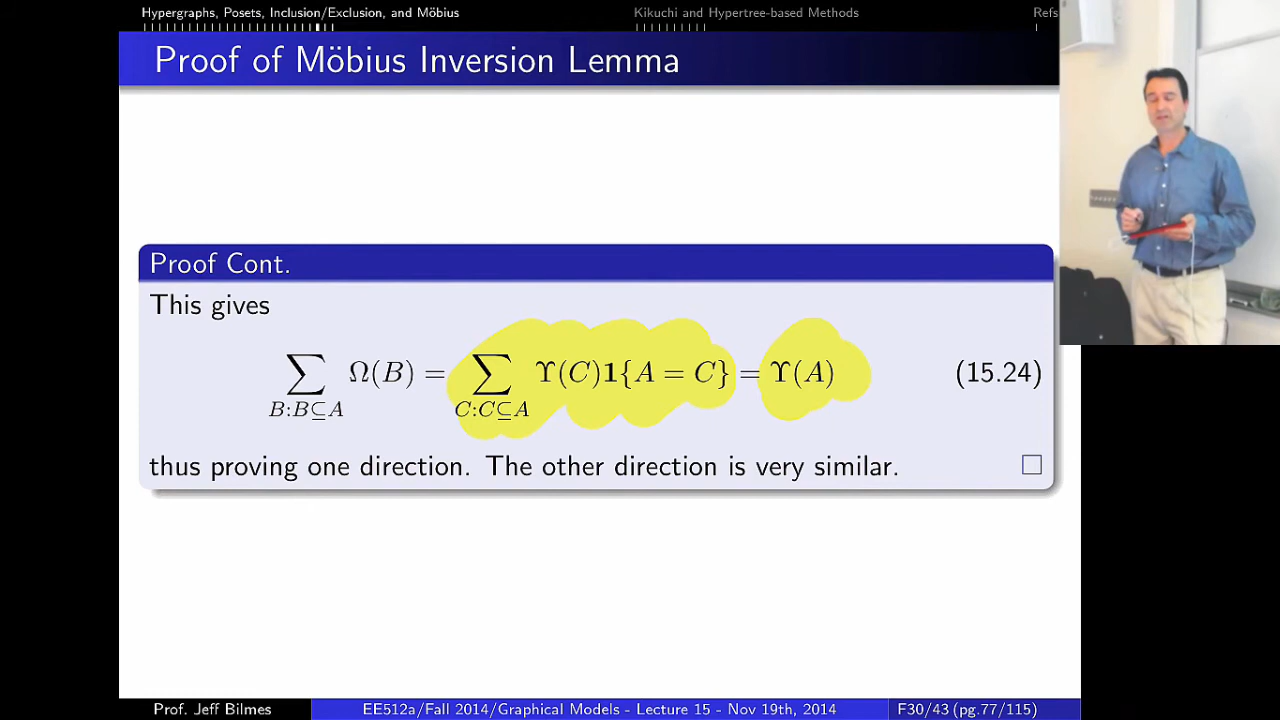 Hypergraphs, Posets, Inclusion/Exclusion, and Möbius Kikuchi and Hypertree-based Methods Refs
Proof of Möbius Inversion Lemma
Proof Cont.
This gives
∑_{B:B⊆A} Ω(B) = ∑_{C:C⊆A} ϒ(C)𝟏{A = C} = ϒ(A) (15.24)
thus proving one direction. The other direction is very similar. □
Prof. Jeff Bilmes EE512a/Fall 2014/Graphical Models - Lecture 15 - Nov 19th, 2014 F30/43 (pg.77/115)